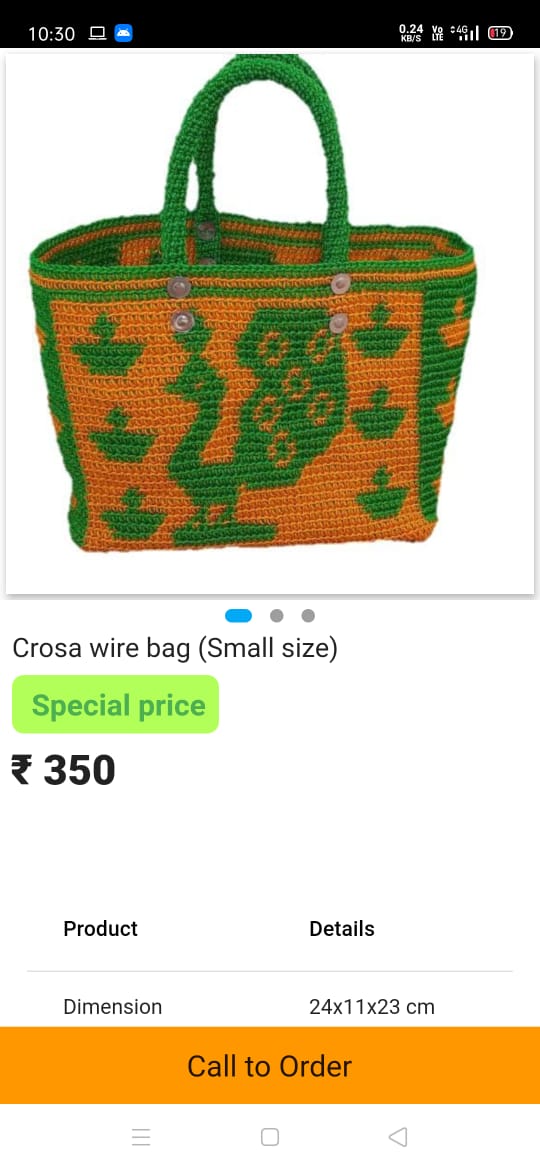 10:30
0.24 KB/S Vo LTE 4G 19
Crosa wire bag (Small size)
Special price
₹ 350
Product Details
Dimension 24x11x23 cm
Call to Order